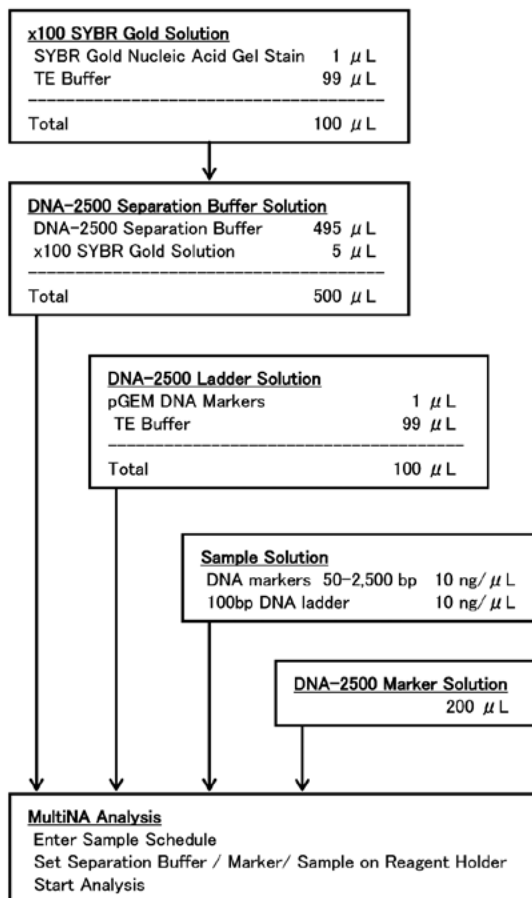 x100 SYBR Gold Solution
SYBR Gold Nucleic Acid Gel Stain 1 μL
TE Buffer 99 μL
Total 100 μL
DNA-2500 Separation Buffer Solution
DNA-2500 Separation Buffer 495 μL
x100 SYBR Gold Solution 5 μL
Total 500 μL
DNA-2500 Ladder Solution
pGEM DNA Markers 1 μL
TE Buffer 99 μL
Total 100 μL
Sample Solution
DNA markers 50-2,500 bp 10 ng/μL
100bp DNA ladder 10 ng/μL
DNA-2500 Marker Solution
200 μL
MultiNA Analysis
Enter Sample Schedule
Set Separation Buffer / Marker/ Sample on Reagent Holder
Start Analysis